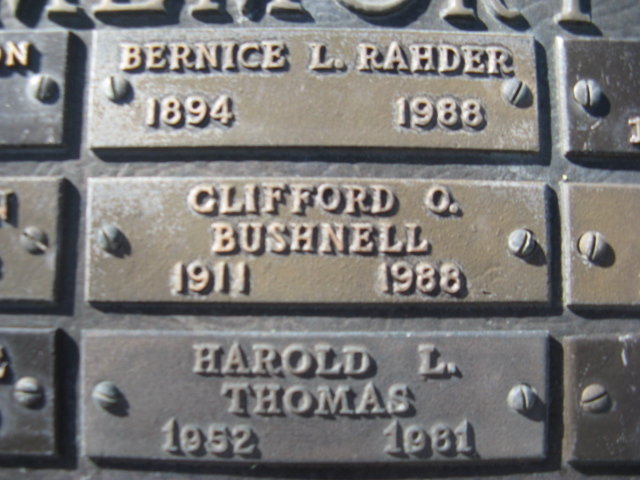 BERNICE L. RAHDER
1894 1988
CLIFFORD O.
BUSHNELL
1911 1988
HAROLD L.
THOMAS
1952 1981